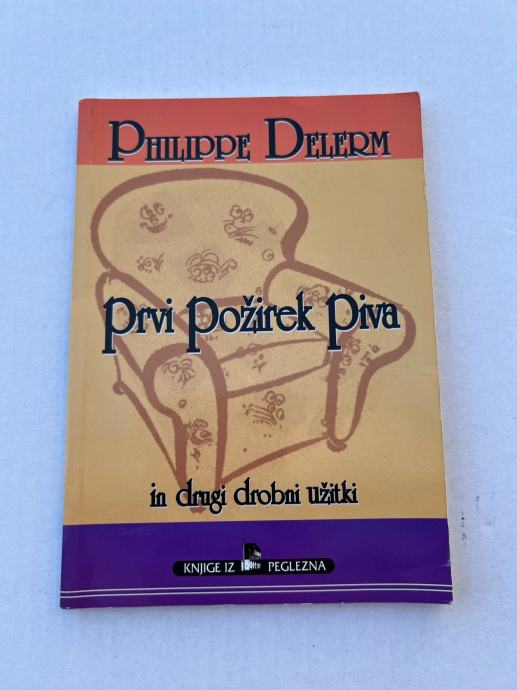 Philippe Delerm
Prvi Požirek Piva
in drugi drobni užitki
KNJIGE IZ PEGLEZNA